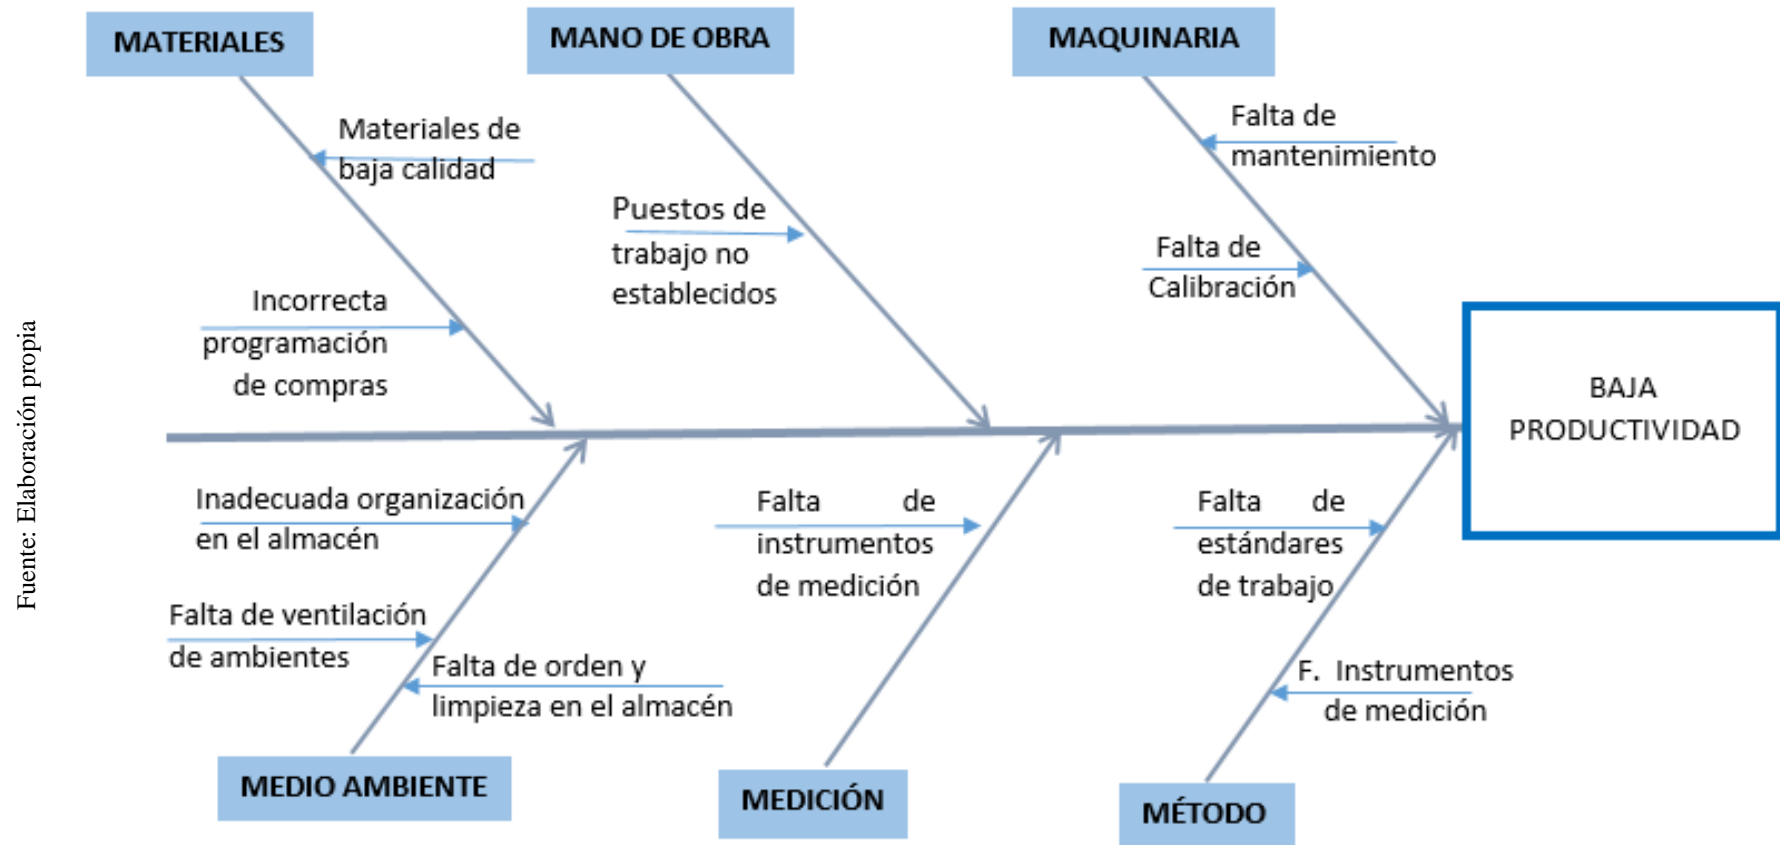 MATERIALES
MANO DE OBRA
MAQUINARIA
Materiales de
baja calidad
Incorrecta
programación
de compras
Puestos de
trabajo no
establecidos
Falta de
mantenimiento
Falta de
Calibración
BAJA
PRODUCTIVIDAD
Inadecuada organización
en el almacén
Falta de ventilación
de ambientes
Falta de orden y
limpieza en el almacén
Falta de
instrumentos
de medición
Falta de
estándares
de trabajo
F. Instrumentos
de medición
MEDIO AMBIENTE
MEDICIÓN
MÉTODO
Fuente: Elaboración propia